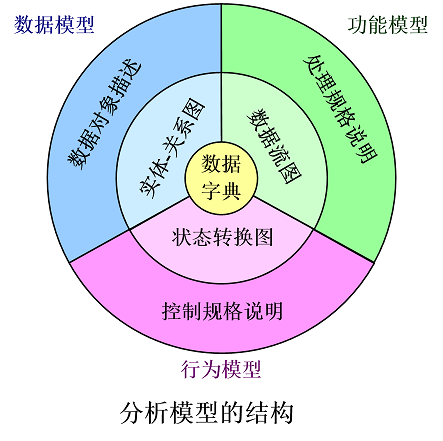 数据模型
功能模型
数据对象描述
处理规格说明
实体-关系图
数据流图
数据
字典
状态转换图
控制规格说明
行为模型
分析模型的结构